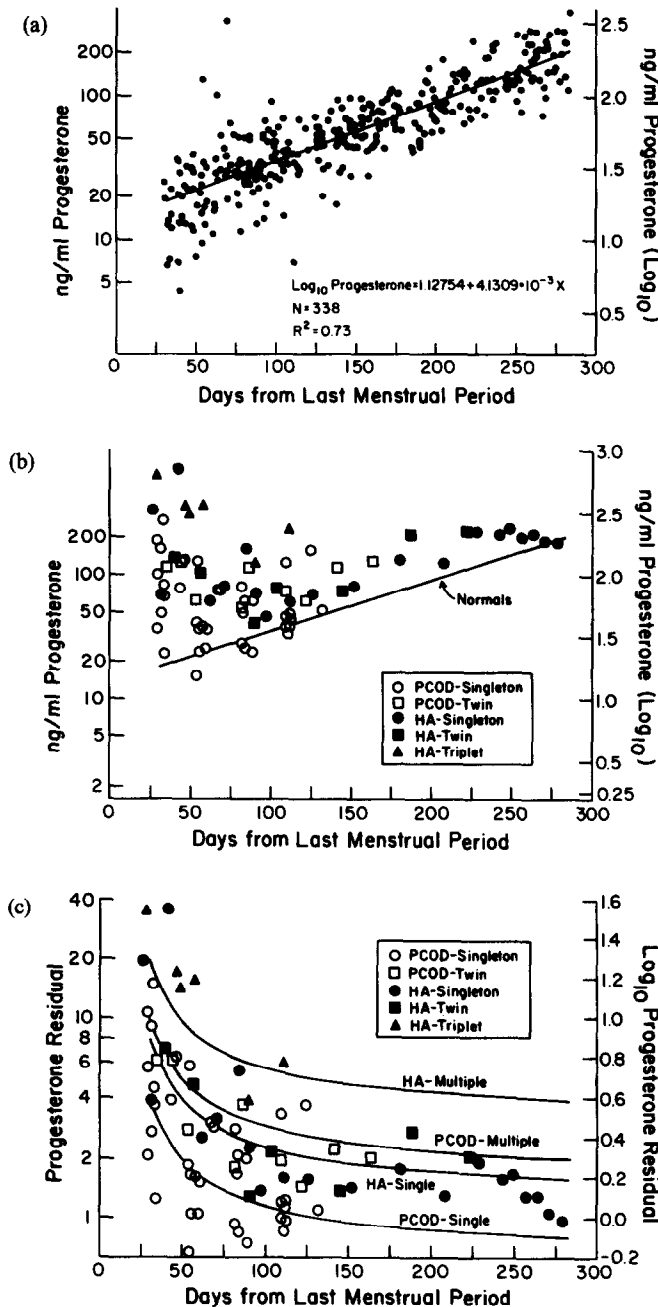 (a)
200
100
50
20
10
5
ng/ml Progesterone
2.5
2.0
1.5
1.0
0.5
ng/ml Progesterone (Log10)
Log10 Progesterone=1.12754+4.1309•10-3 X
N=338
R2=0.73
0 50 100 150 200 250 300
Days from Last Menstrual Period
(b)
200
100
50
20
10
5
2
ng/ml Progesterone
3.0
2.5
2.0
1.5
1.0
0.5
0.25
ng/ml Progesterone (Log10)
Normals
PCOD-Singleton
PCOD-Twin
HA-Singleton
HA-Twin
HA-Triplet
0 50 100 150 200 250 300
Days from Last Menstrual Period
(c)
40
20
10
8
6
4
2
1
Progesterone Residual
1.6
1.4
1.2
1.0
0.8
0.6
0.4
0.2
0.0
-0.2
Log10 Progesterone Residual
PCOD-Singleton
PCOD-Twin
HA-Singleton
HA-Twin
HA-Triplet
HA-Multiple
PCOD-Multiple
HA-Single
PCOD-Single
0 50 100 150 200 250 300
Days from Last Menstrual Period